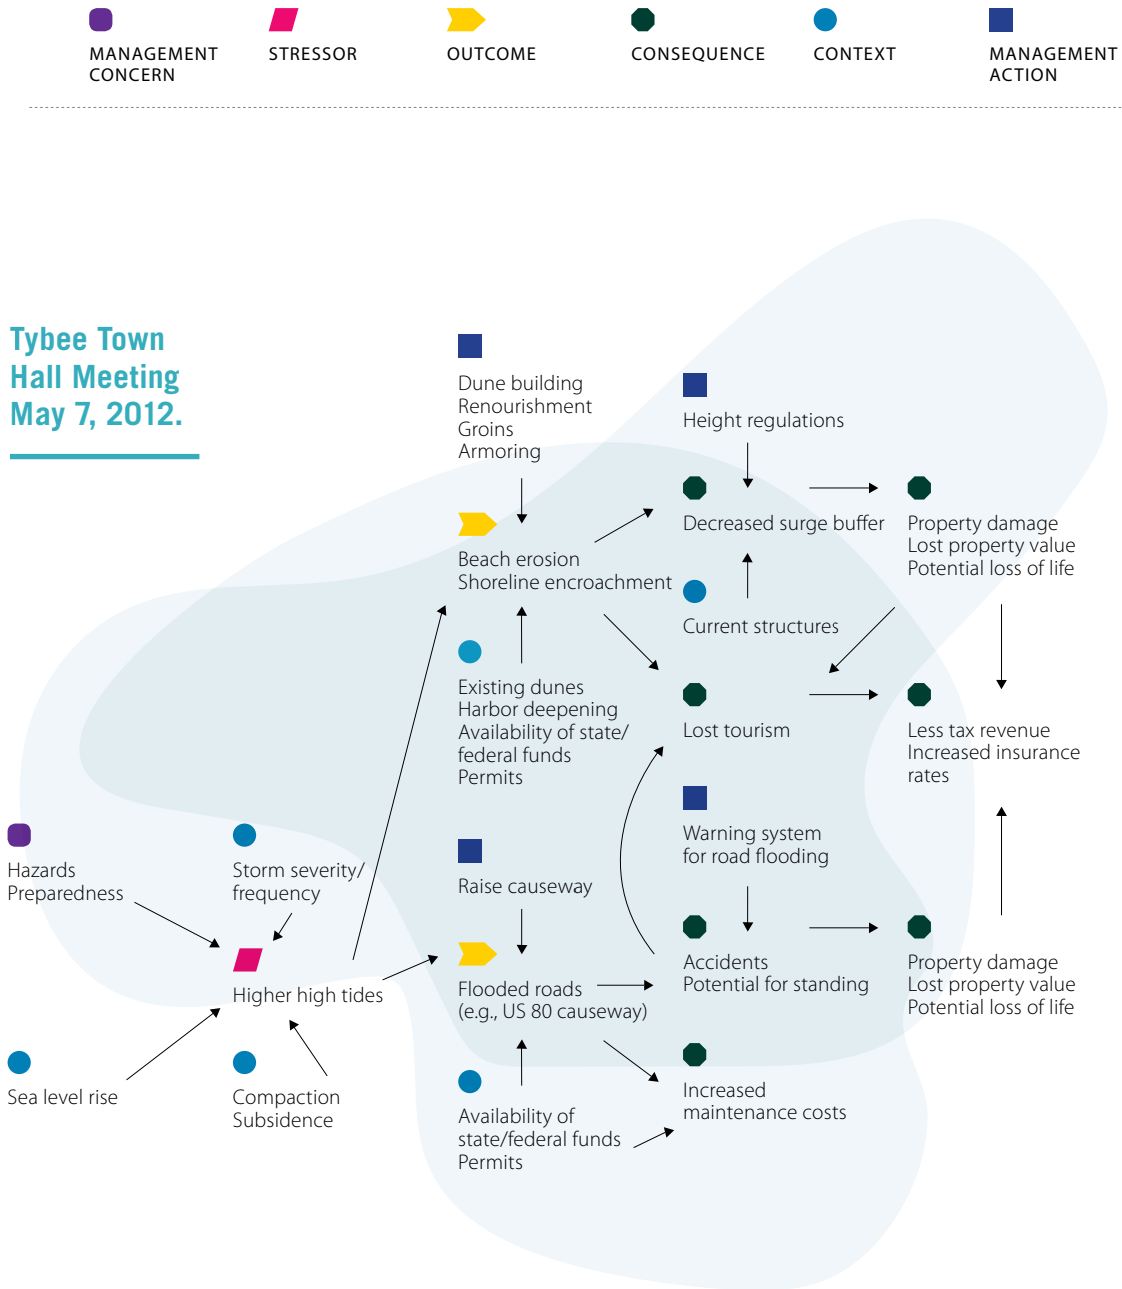 MANAGEMENT
CONCERN
STRESSOR
OUTCOME
CONSEQUENCE
CONTEXT
MANAGEMENT
ACTION
Tybee Town
Hall Meeting
May 7, 2012.
Dune building
Renourishment
Groins
Armoring
Height regulations
Beach erosion
Shoreline encroachment
Decreased surge buffer
Property damage
Lost property value
Potential loss of life
Current structures
Existing dunes
Harbor deepening
Availability of state/
federal funds
Permits
Lost tourism
Less tax revenue
Increased insurance
rates
Hazards
Preparedness
Storm severity/
frequency
Raise causeway
Warning system
for road flooding
Higher high tides
Flooded roads
(e.g., US 80 causeway)
Accidents
Potential for standing
Property damage
Lost property value
Potential loss of life
Sea level rise
Compaction
Subsidence
Availability of
state/federal funds
Permits
Increased
maintenance costs